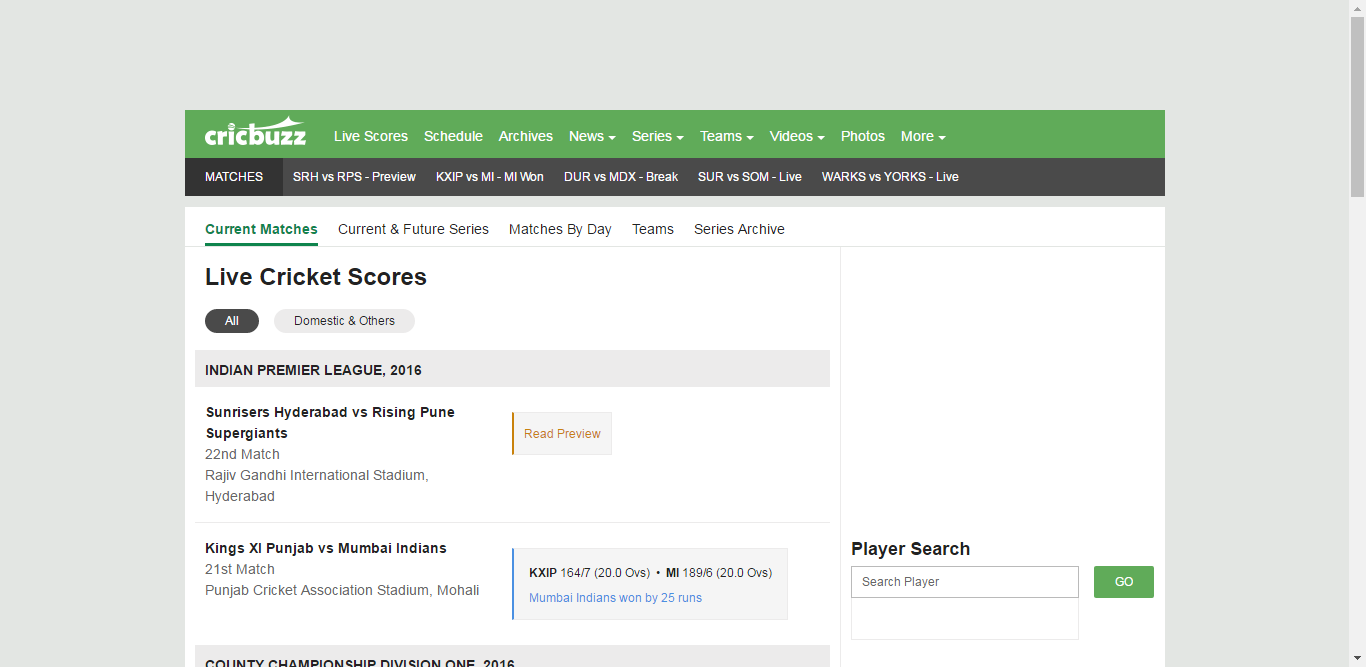 cricbuzz Live Scores Schedule Archives News Series Teams Videos Photos More
MATCHES SRH vs RPS - Preview KXIP vs MI - MI Won DUR vs MDX - Break SUR vs SOM - Live WARKS vs YORKS - Live
Current Matches Current & Future Series Matches By Day Teams Series Archive
Live Cricket Scores
All Domestic & Others
INDIAN PREMIER LEAGUE, 2016
Sunrisers Hyderabad vs Rising Pune
Supergiants
22nd Match
Rajiv Gandhi International Stadium,
Hyderabad
Read Preview
Kings XI Punjab vs Mumbai Indians
21st Match
Punjab Cricket Association Stadium, Mohali
KXIP 164/7 (20.0 Ovs) • MI 189/6 (20.0 Ovs)
Mumbai Indians won by 25 runs
COUNTY CHAMPIONSHIP DIVISION ONE, 2016
Player Search
Search Player GO